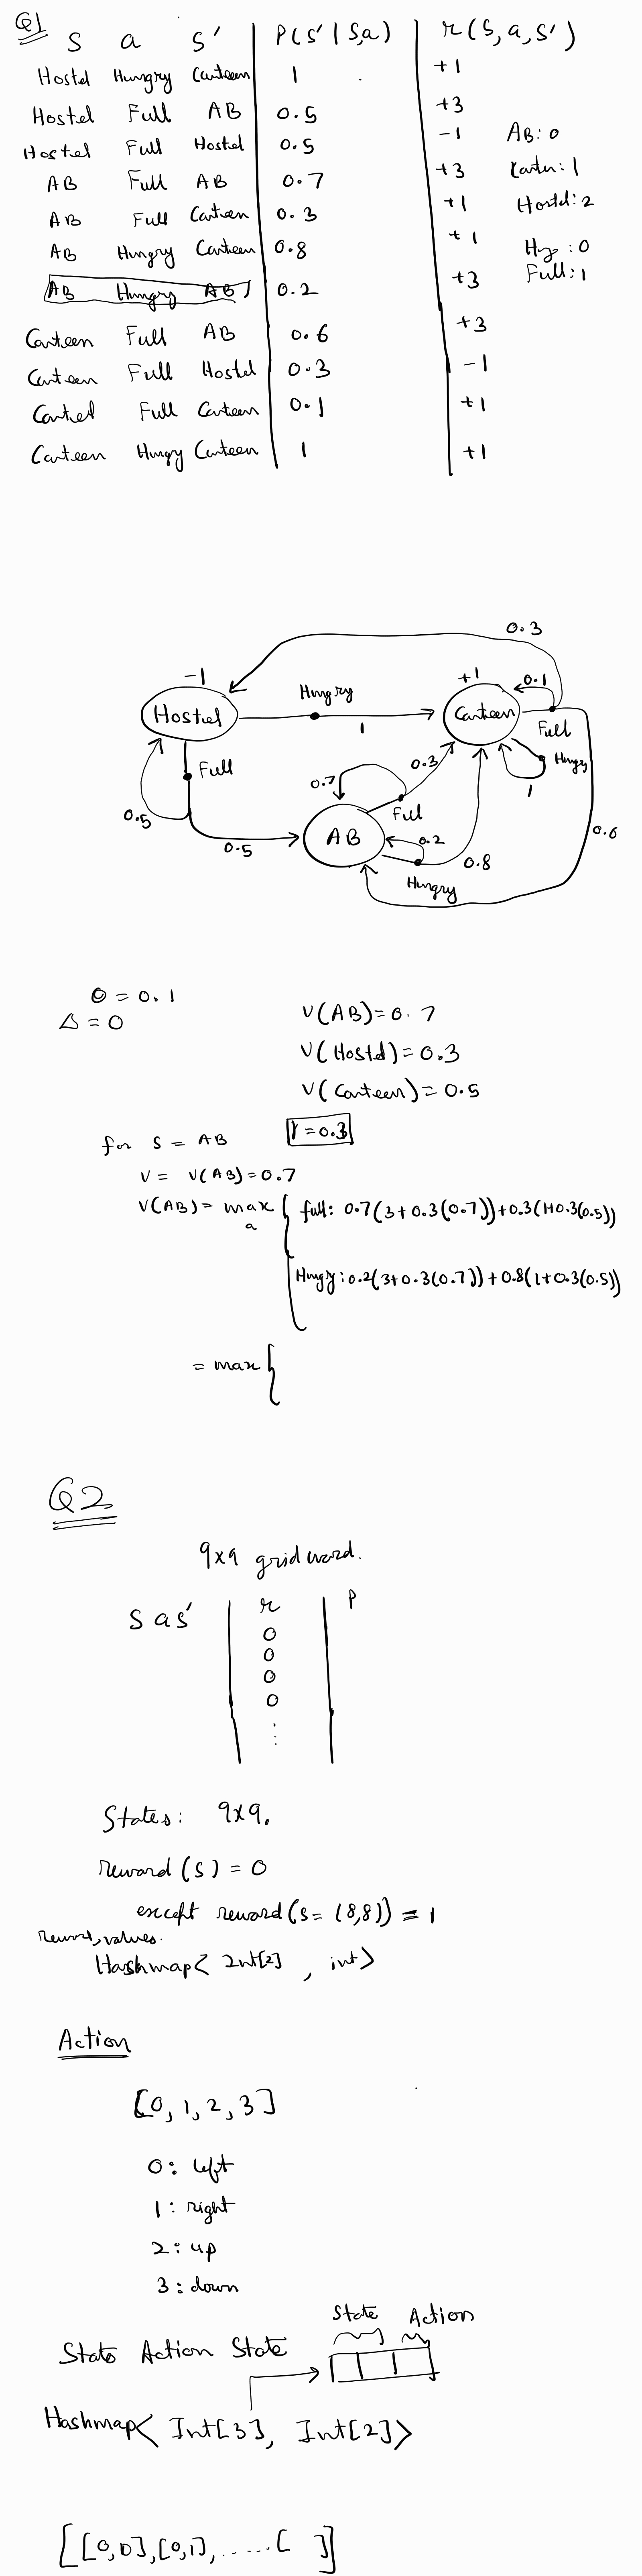 Q1
S a S' P(S' | S,a) r(S,a,S')
Hostel Hungry Canteen 1 +1
Hostel Full AB 0.5 +3
Hostel Full Hostel 0.5 -1 AB: 0
AB Full AB 0.7 +3 Canten: 1
AB Full Canteen 0.3 +1 Hostel: 2
AB Hungry Canteen 0.8 +1 Hng: 0
AB Hungry AB 0.2 +3 Full: 1
Canteen Full AB 0.6 +3
Canteen Full Hostel 0.3 -1
Canteel Full Canteen 0.1 +1
Canteen Hungry Canteen 1 +1
0.3
-1 +1
Hostel Hungry 1 Canteen 0.1 Full
Full 0.3 Hungry 1
0.7 Full
0.5 0.5 AB 0.2 0.8 0.6
Hungry
Θ = 0.1
Δ = 0
V(AB) = 0.7
V(Hostel) = 0.3
V(Canteen) = 0.5
γ = 0.3
for S = AB
V = V(AB) = 0.7
V(AB) = max a { full: 0.7(3+0.3(0.7))+0.3(1+0.3(0.5))
Hungry: 0.2(3+0.3(0.7))+0.8(1+0.3(0.5))
= max {
Q2
9x9 grid word.
S a s' r P
0
0
0
0
⋮
States: 9x9.
reward (s) = 0
except reward(s = (8,8)) = 1
Hashmap< Int[2] , int>
Action
[0, 1, 2, 3]
0: left
1: right
2: up
3: down
State Action
State Action State
Hashmap< Int[3], Int[2]>
[[0,0],[0,1], ..... [ ]]